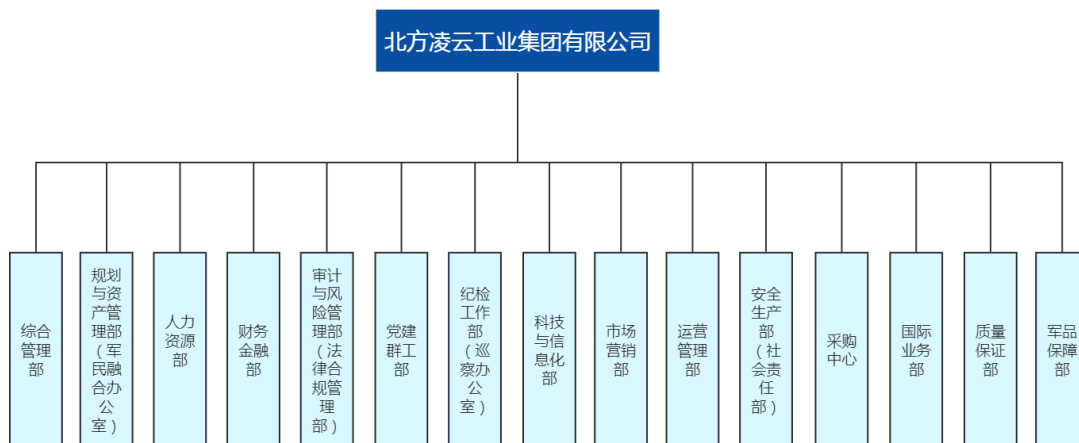 北方凌云工业集团有限公司
综合
管理
部
规划
与资
产管
理部
（军
民融
合办
公
室）
人力
资源
部
财务
金融
部
审计
与风
险管
理部
（法
律合
规管
理
部）
党建
群工
部
纪检
工作
部
（巡
察办
公
室）
科技
与信
息化
部
市场
营销
部
运营
管理
部
安全
生产
部
（社
会责
任
部）
采购
中心
国际
业务
部
质量
保证
部
军品
保障
部